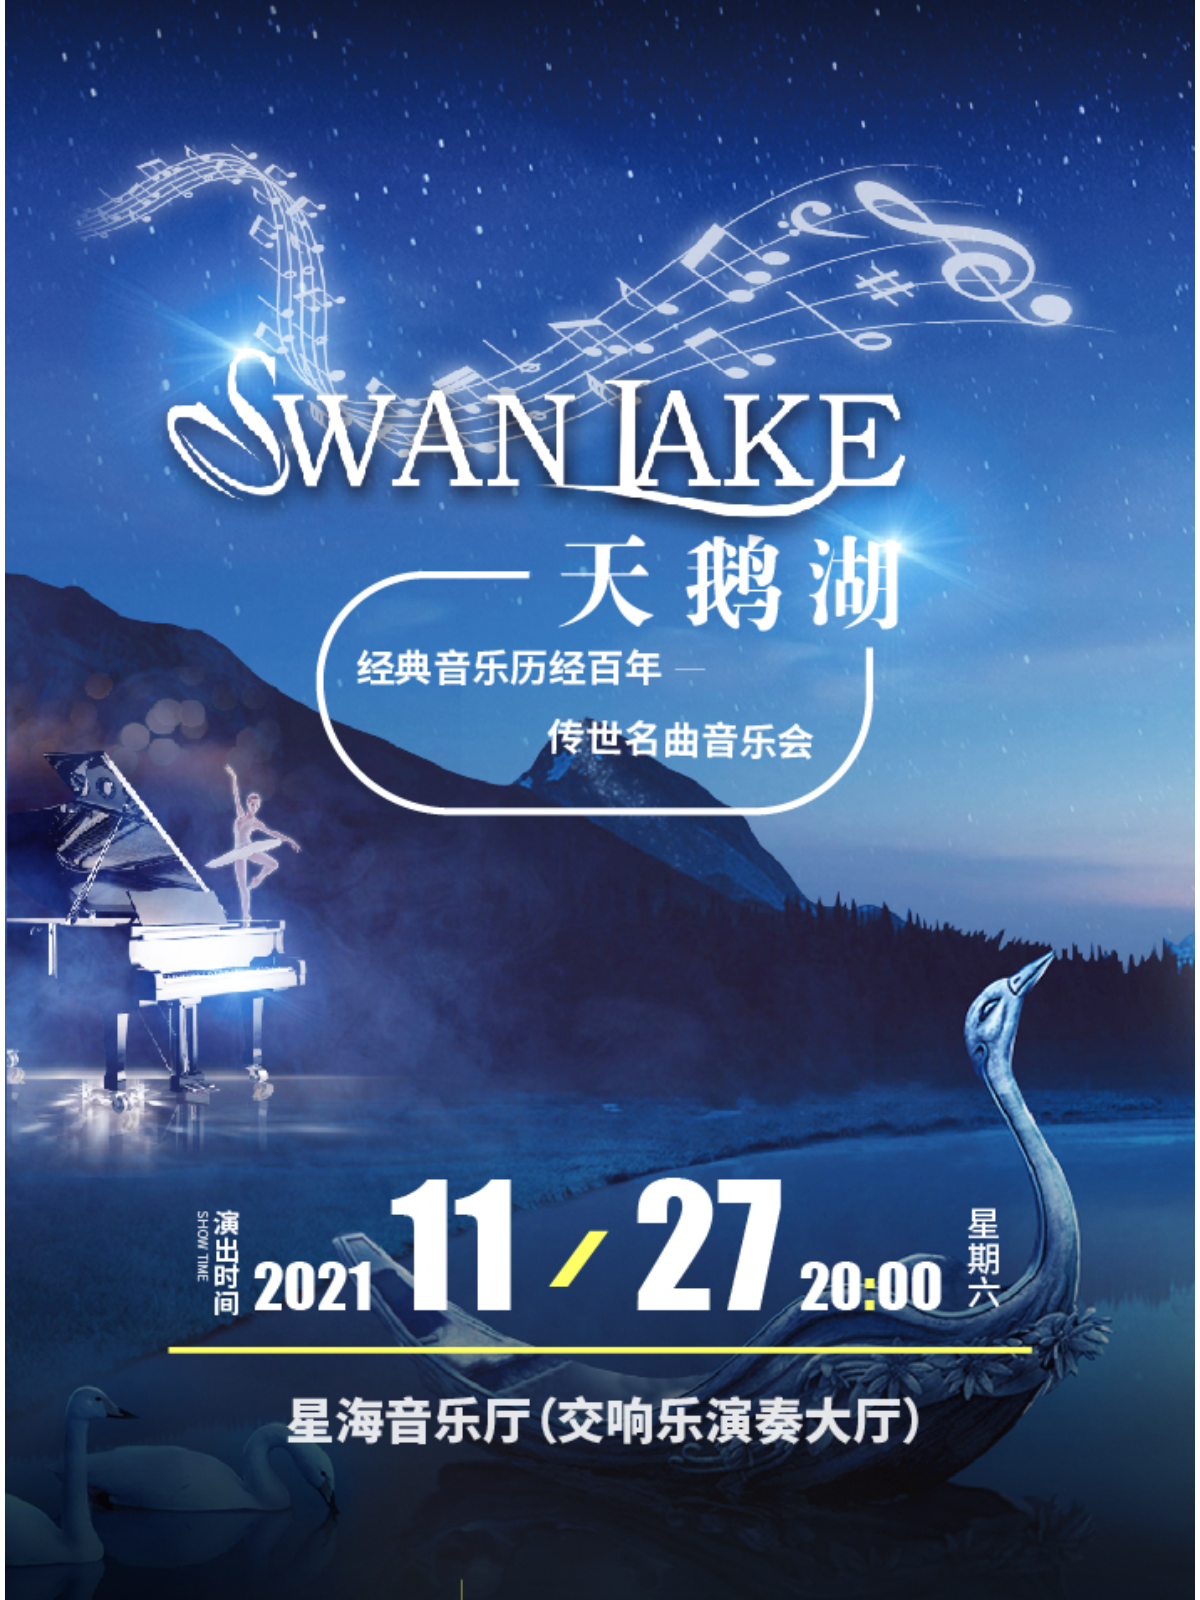 SWAN LAKE
天鹅湖
经典音乐历经百年 —
传世名曲音乐会
演出时间
SHOW TIME
2021 11 / 27 20:00
星期六
星海音乐厅(交响乐演奏大厅)